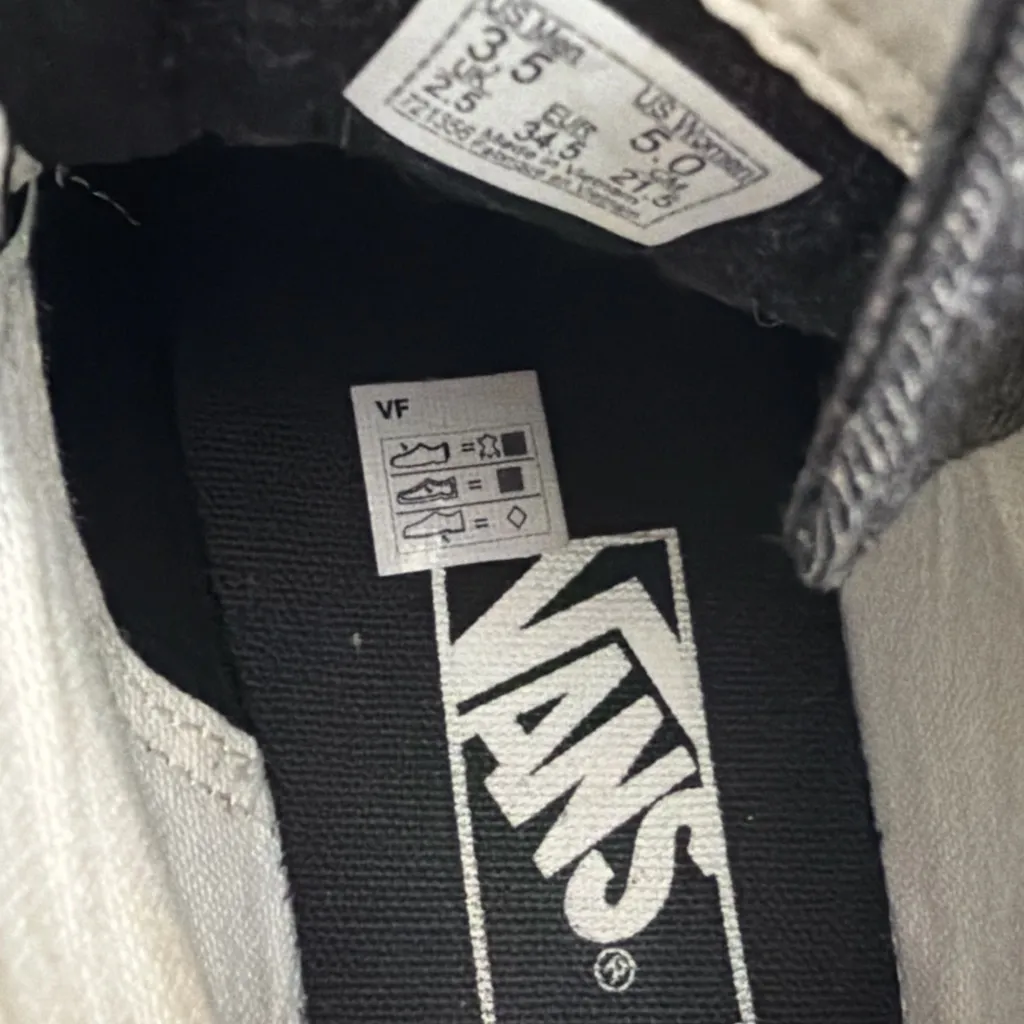 US Men
3.5
US Women
5.0
UK
2.5
EUR
34.5
CM
21.5
721356 Made in Vietnam
VF
= 
=
= ◇
VANS
®